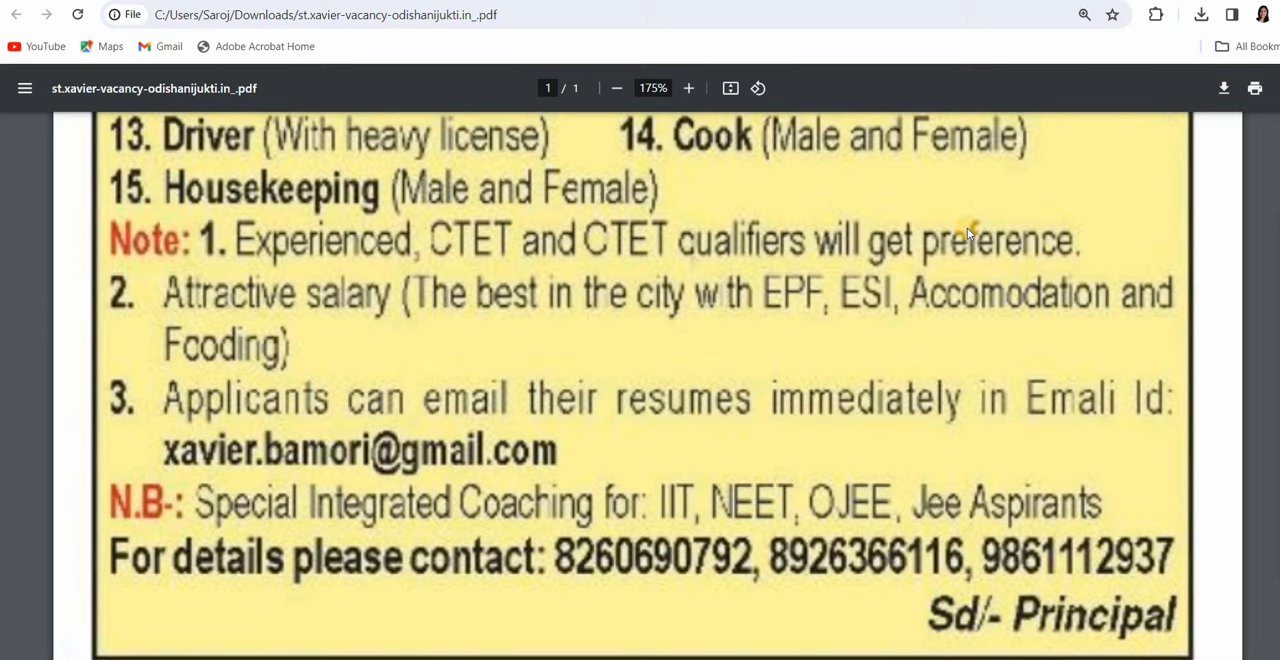 File C:/Users/Saroj/Downloads/st.xavier-vacancy-odishanijukti.in_.pdf
YouTube Maps Gmail Adobe Acrobat Home All Bookm
st.xavier-vacancy-odishanijukti.in_.pdf 1 / 1 175%
13. Driver (With heavy license) 14. Cook (Male and Female)
15. Housekeeping (Male and Female)
Note: 1. Experienced, CTET and CTET qualifiers will get preference.
2. Attractive salary (The best in the city with EPF, ESI, Accomodation and
Fooding)
3. Applicants can email their resumes immediately in Emali Id:
xavier.bamori@gmail.com
N.B-: Special Integrated Coaching for: IIT, NEET, OJEE, Jee Aspirants
For details please contact: 8260690792, 8926366116, 9861112937
Sd/- Principal